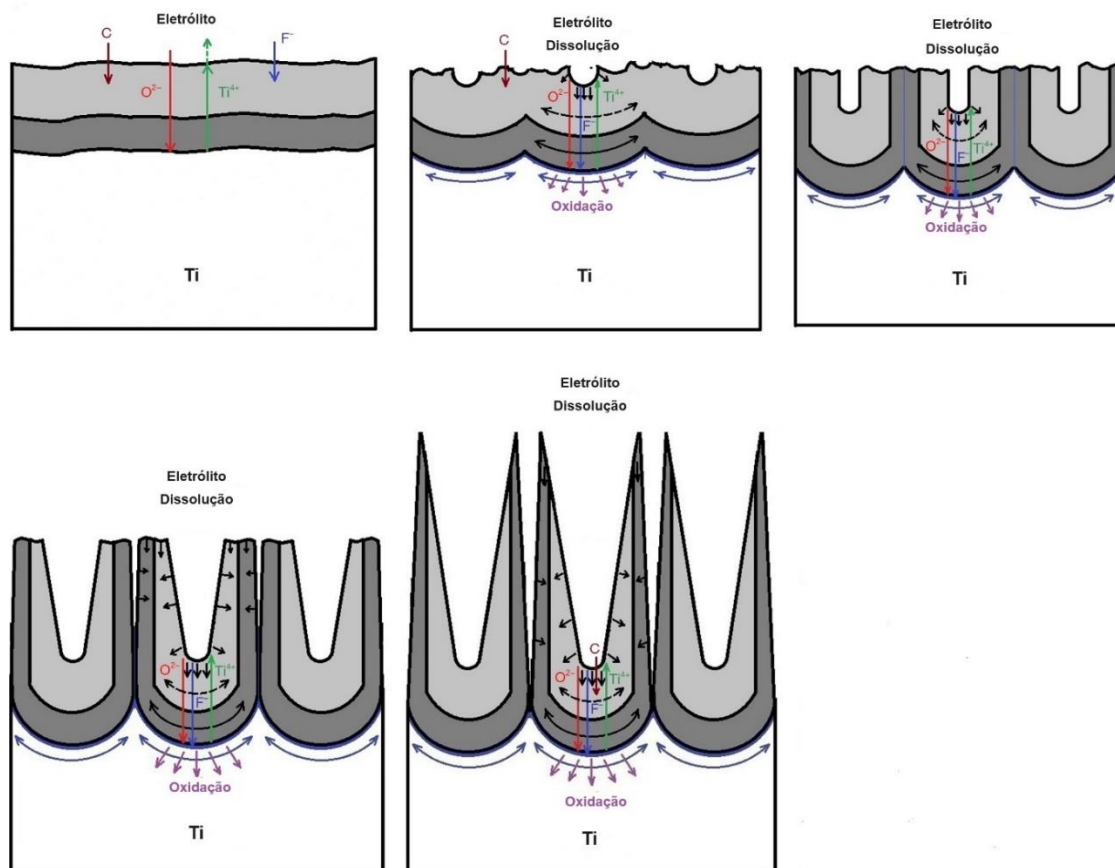 Eletrólito
C
F⁻
O²⁻
Ti⁴⁺
Ti
Eletrólito
Dissolução
C
O²⁻
F⁻
Ti⁴⁺
Oxidação
Ti
Eletrólito
Dissolução
O²⁻
F⁻
Ti⁴⁺
Oxidação
Ti
Eletrólito
Dissolução
O²⁻
F⁻
Ti⁴⁺
Oxidação
Ti
Eletrólito
Dissolução
C
O²⁻
F⁻
Ti⁴⁺
Oxidação
Ti